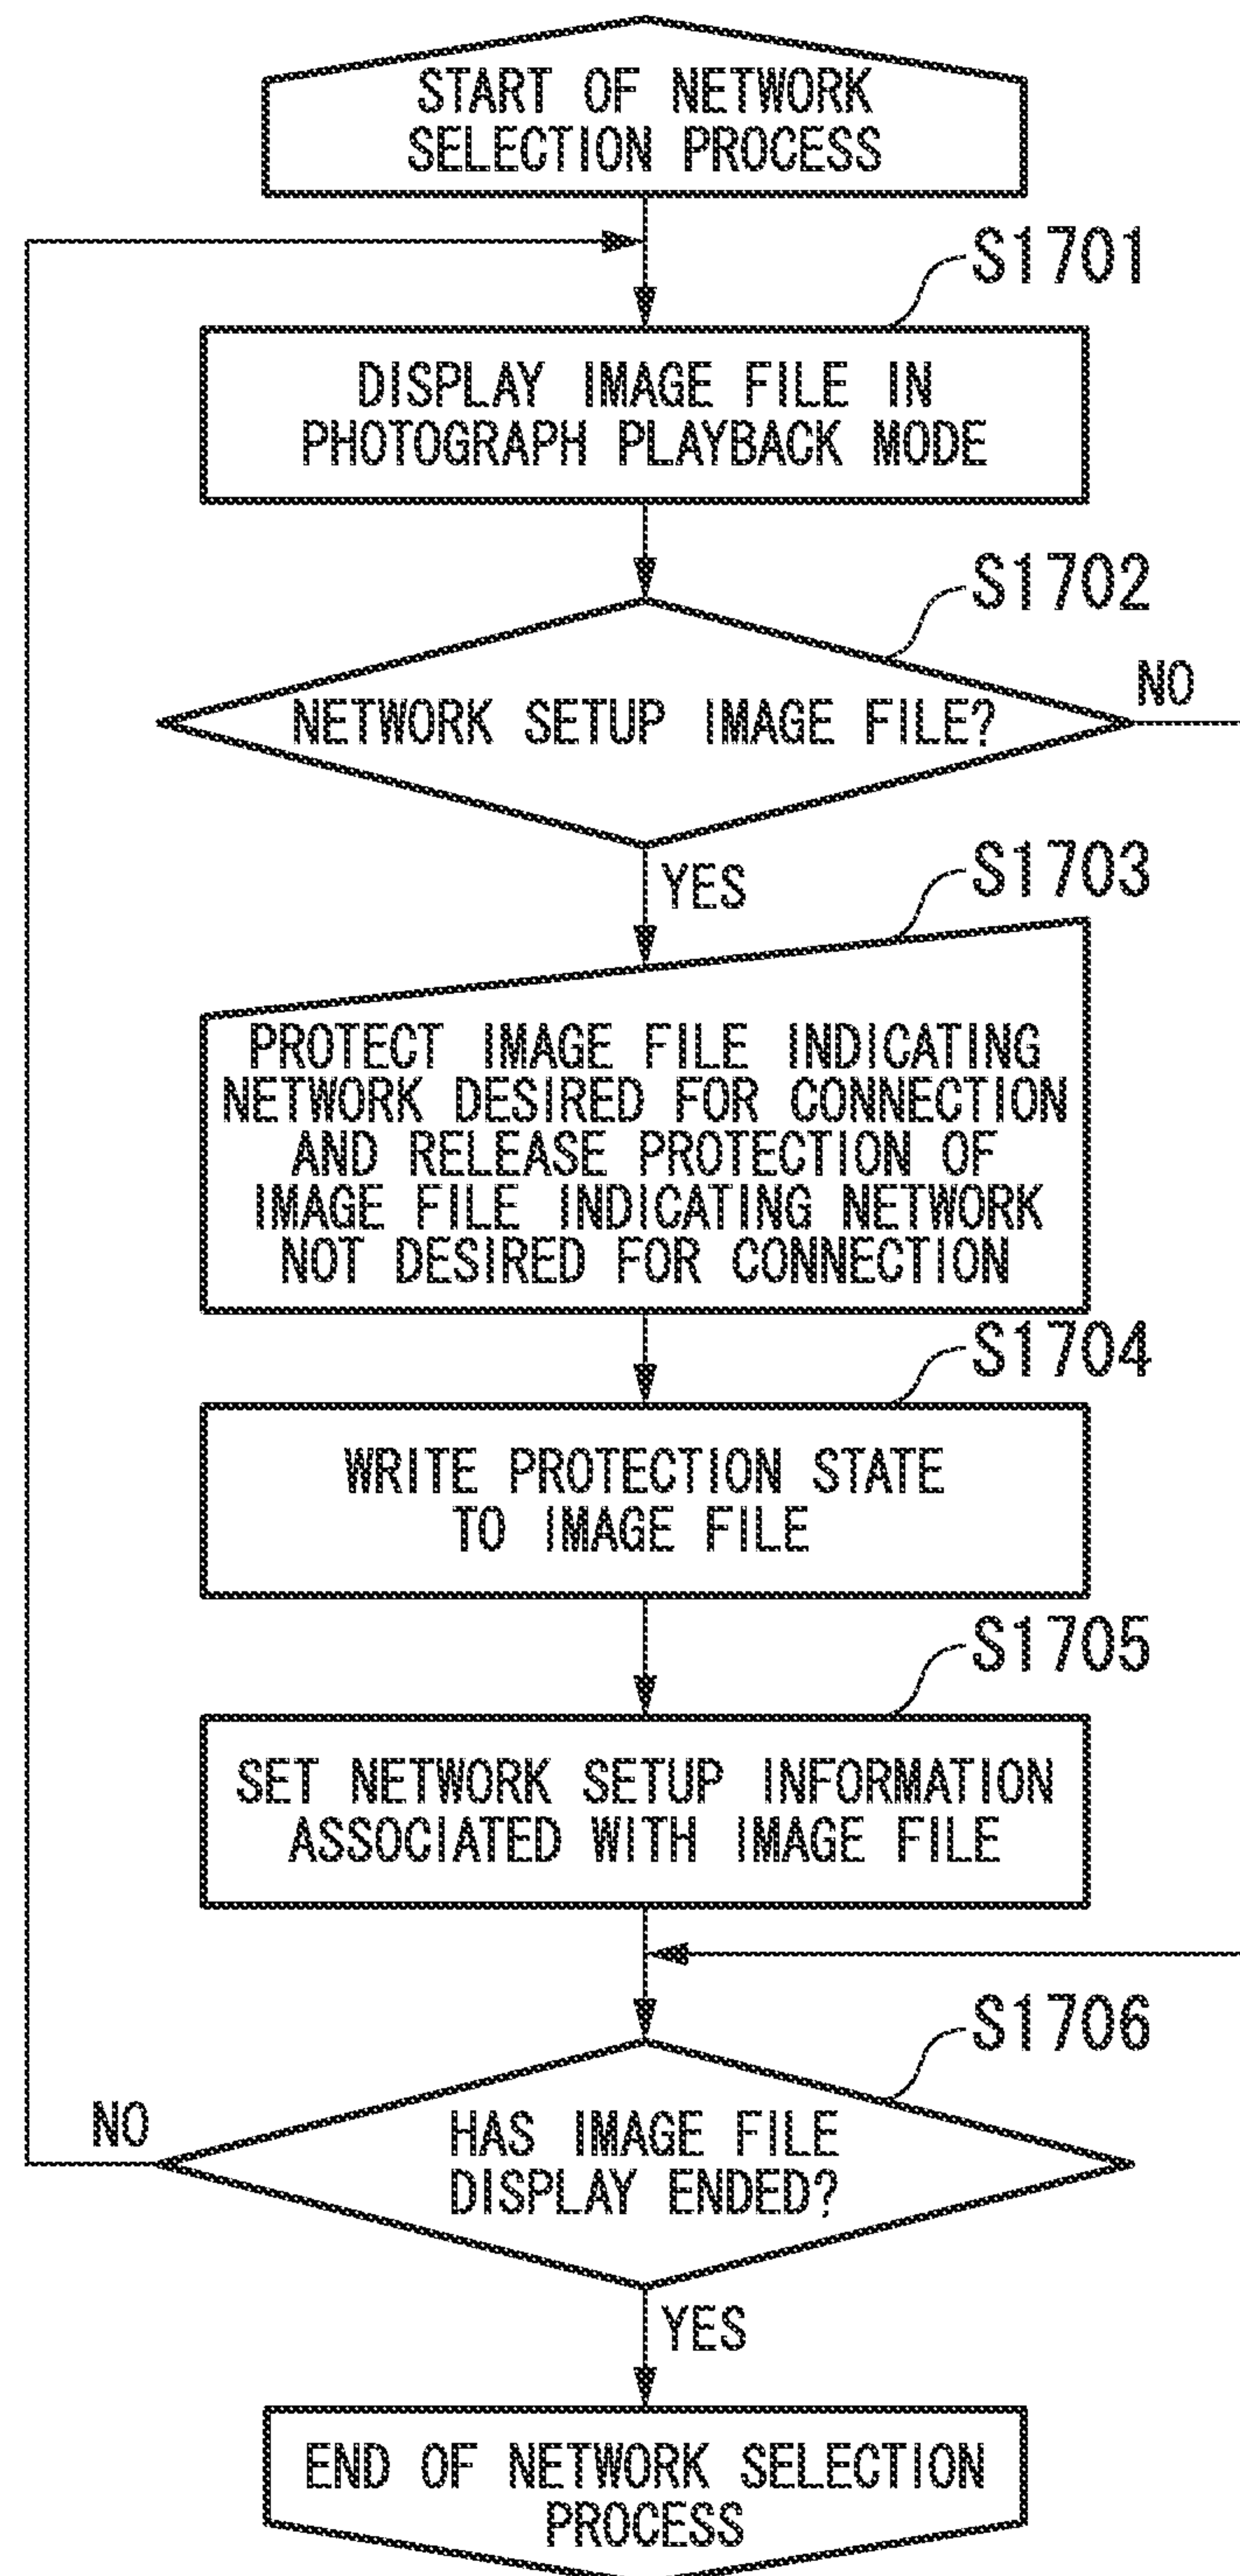 START OF NETWORK
SELECTION PROCESS
S1701
DISPLAY IMAGE FILE IN
PHOTOGRAPH PLAYBACK MODE
S1702
NO
NETWORK SETUP IMAGE FILE?
YES
S1703
PROTECT IMAGE FILE INDICATING
NETWORK DESIRED FOR CONNECTION
AND RELEASE PROTECTION OF
IMAGE FILE INDICATING NETWORK
NOT DESIRED FOR CONNECTION
S1704
WRITE PROTECTION STATE
TO IMAGE FILE
S1705
SET NETWORK SETUP INFORMATION
ASSOCIATED WITH IMAGE FILE
S1706
NO
HAS IMAGE FILE
DISPLAY ENDED?
YES
END OF NETWORK SELECTION
PROCESS